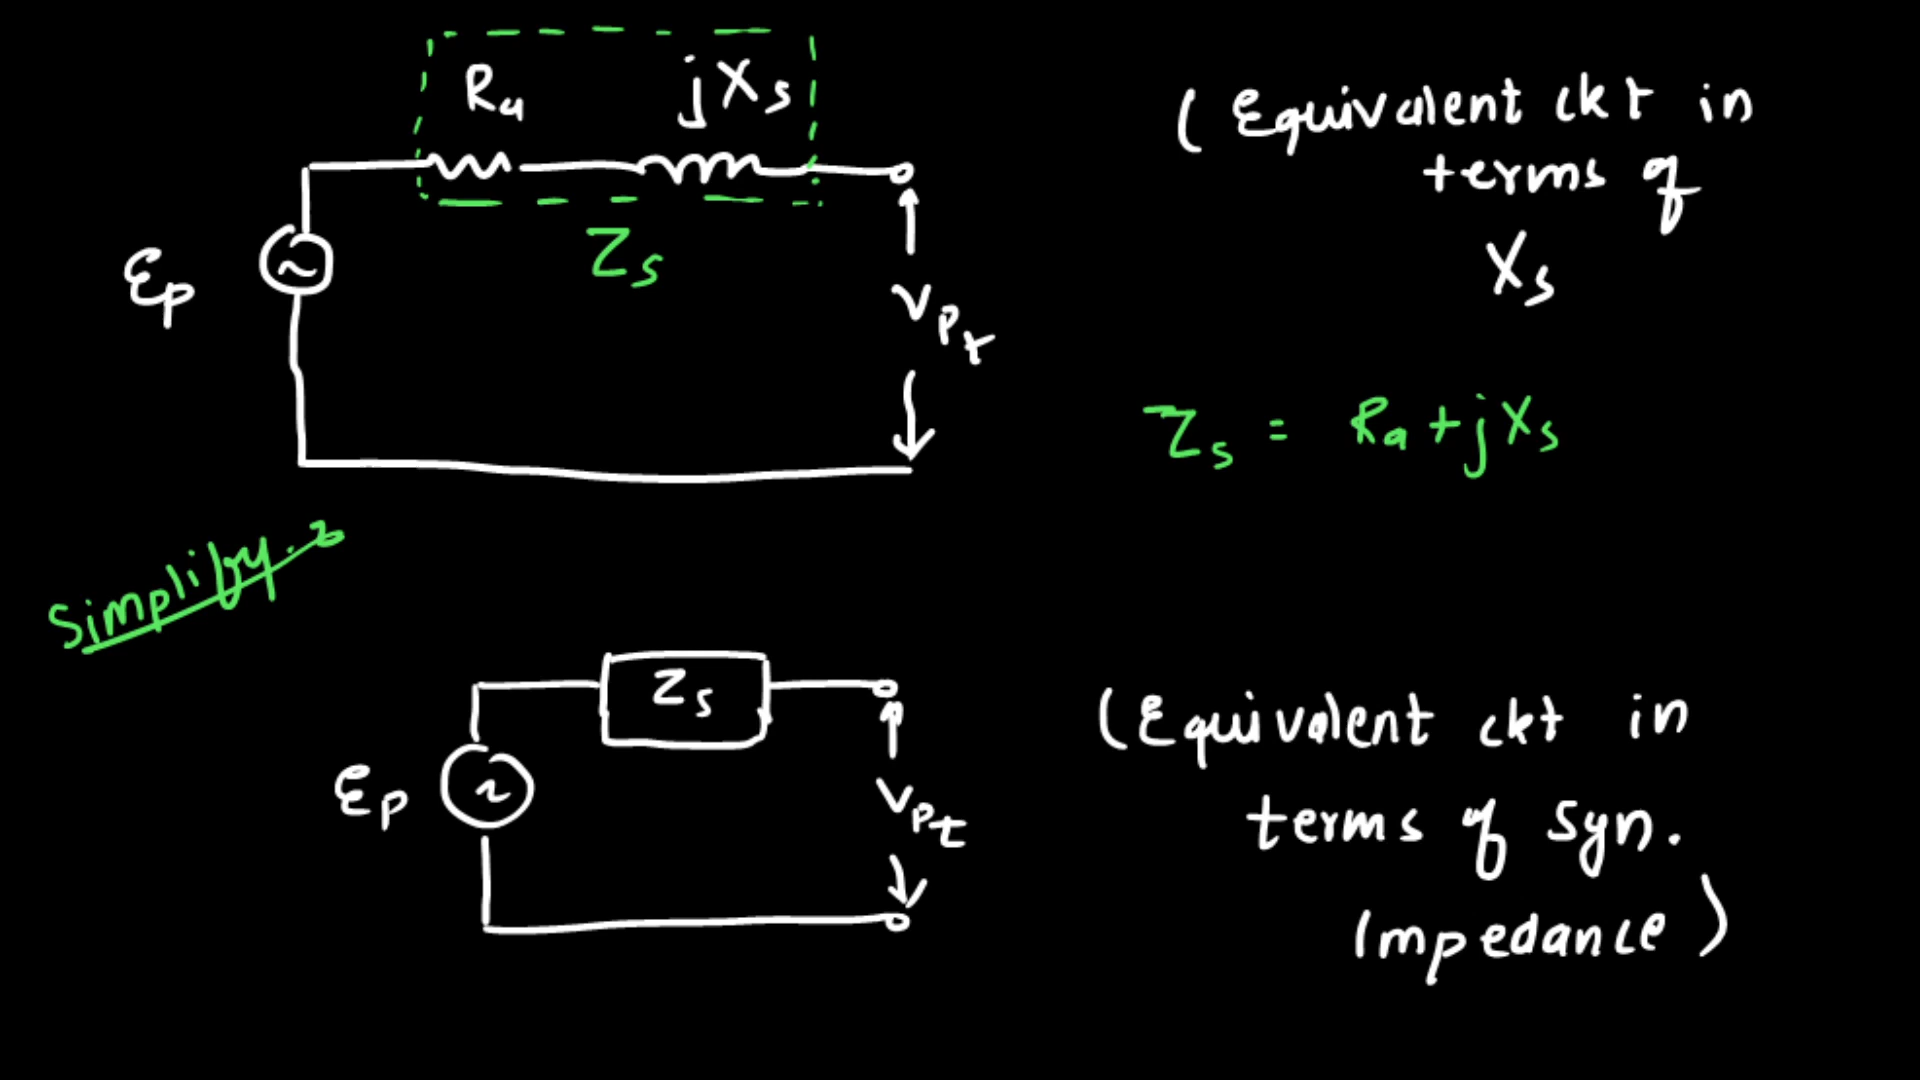 Ra jXs
Zs
Ep
VPt
(Equivalent ckt in
terms of
Xs
Zs = Ra+jXs
Simplify.
Zs
Ep
VPt
(Equivalent ckt in
terms of Syn.
Impedance)